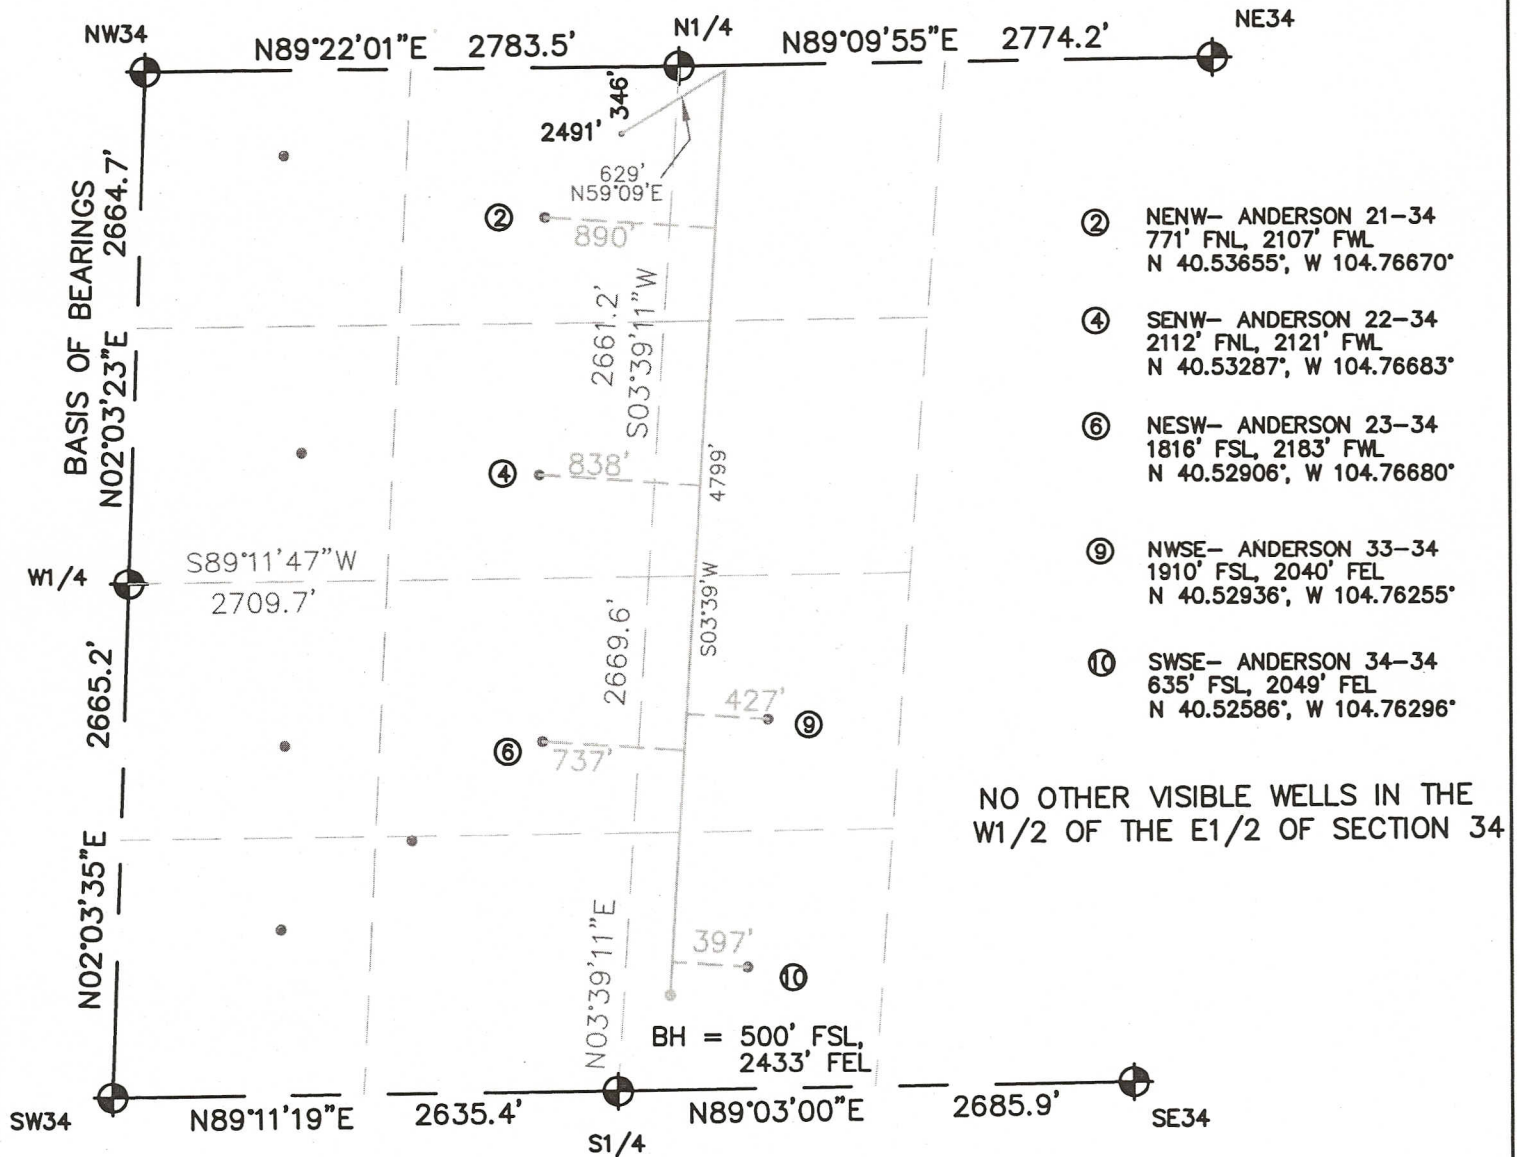 NW34
N89°22'01"E 2783.5'
N1/4
N89°09'55"E 2774.2'
NE34
346'
2491'
629'
N59°09'E
BASIS OF BEARINGS
N02°03'23"E 2664.7'
② 890'
2661.2'
S03°39'11"W
④ 838'
4799'
S03°39'W
W1/4
S89°11'47"W
2709.7'
2665.2'
N02°03'35"E
2669.6'
N03°39'11"E
427' ⑨
⑥ 737'
397' ⑩
BH = 500' FSL,
2433' FEL
SW34
N89°11'19"E 2635.4'
S1/4
N89°03'00"E 2685.9'
SE34
② NENW- ANDERSON 21-34
771' FNL, 2107' FWL
N 40.53655°, W 104.76670°
④ SENW- ANDERSON 22-34
2112' FNL, 2121' FWL
N 40.53287°, W 104.76683°
⑥ NESW- ANDERSON 23-34
1816' FSL, 2183' FWL
N 40.52906°, W 104.76680°
⑨ NWSE- ANDERSON 33-34
1910' FSL, 2040' FEL
N 40.52936°, W 104.76255°
⑩ SWSE- ANDERSON 34-34
635' FSL, 2049' FEL
N 40.52586°, W 104.76296°
NO OTHER VISIBLE WELLS IN THE
W1/2 OF THE E1/2 OF SECTION 34